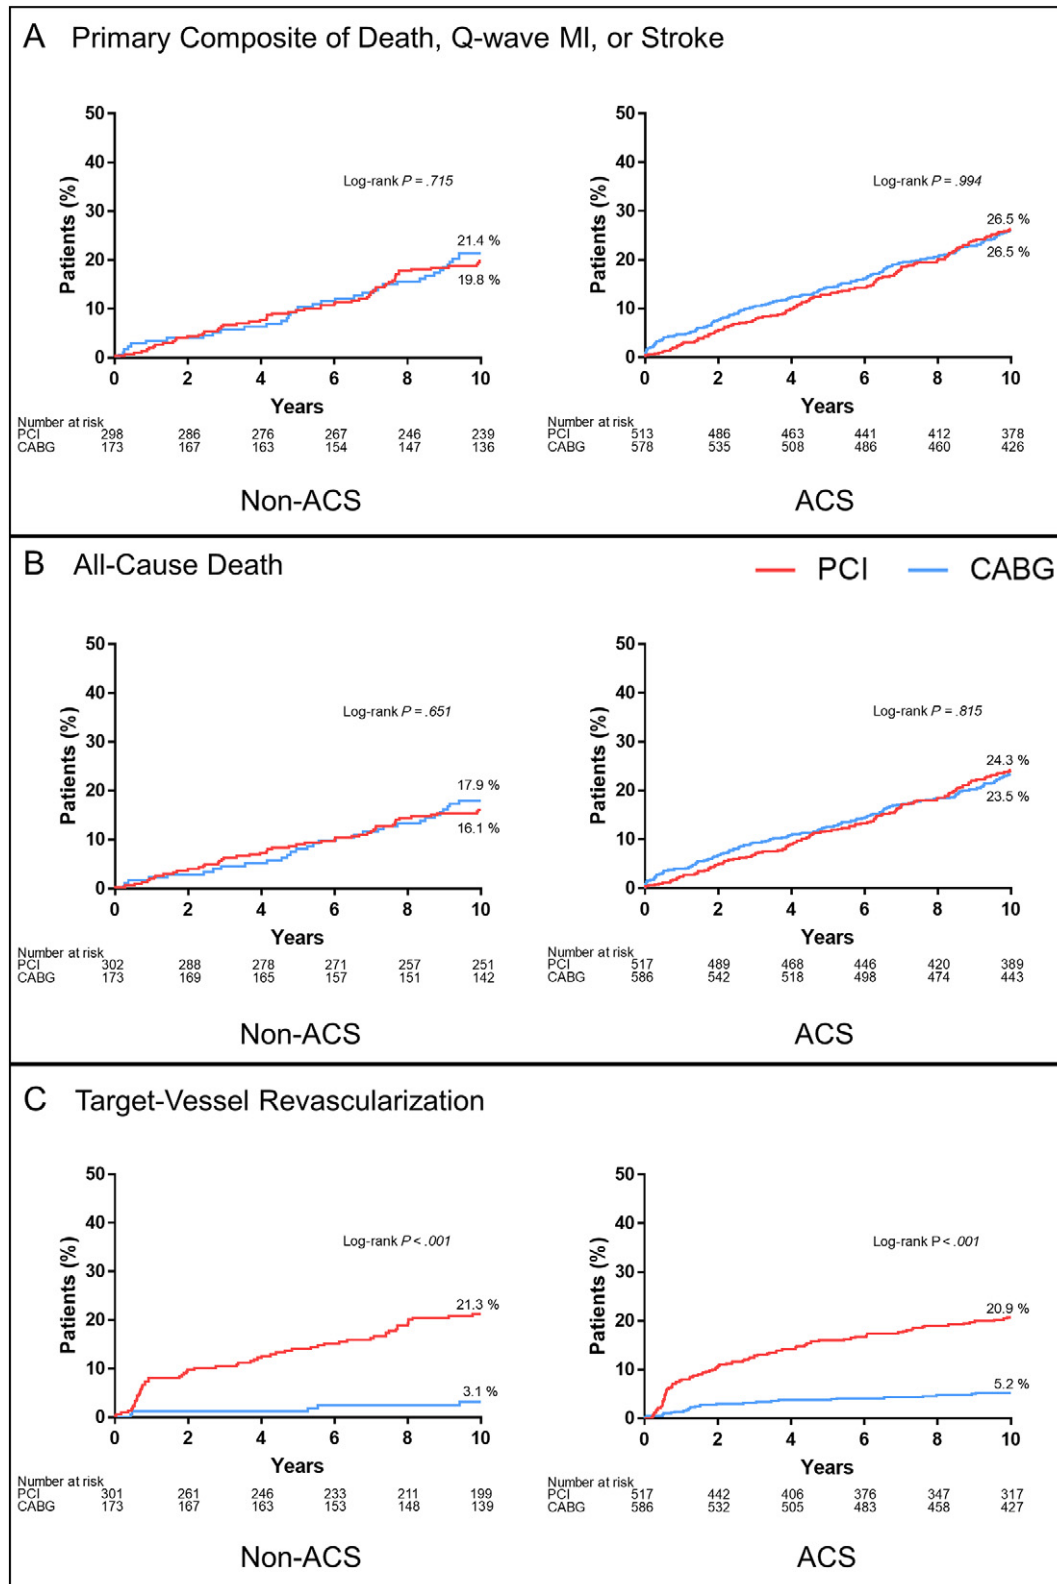 A Primary Composite of Death, Q-wave MI, or Stroke
50
40
30
20
10
0
Patients (%)
Log-rank P = .715
21.4 %
19.8 %
0 2 4 6 8 10
Years
Number at risk
PCI 298 286 276 267 246 239
CABG 173 167 163 154 147 136
Non-ACS
50
40
30
20
10
0
Patients (%)
Log-rank P = .994
26.5 %
26.5 %
0 2 4 6 8 10
Years
Number at risk
PCI 513 486 463 441 412 378
CABG 578 535 508 486 460 426
ACS
B All-Cause Death
PCI CABG
50
40
30
20
10
0
Patients (%)
Log-rank P = .651
17.9 %
16.1 %
0 2 4 6 8 10
Years
Number at risk
PCI 302 288 278 271 257 251
CABG 173 169 165 157 151 142
Non-ACS
50
40
30
20
10
0
Patients (%)
Log-rank P = .815
24.3 %
23.5 %
0 2 4 6 8 10
Years
Number at risk
PCI 517 489 468 446 420 389
CABG 586 542 518 498 474 443
ACS
C Target-Vessel Revascularization
50
40
30
20
10
0
Patients (%)
Log-rank P < .001
21.3 %
3.1 %
0 2 4 6 8 10
Years
Number at risk
PCI 301 261 246 233 211 199
CABG 173 167 163 153 148 139
Non-ACS
50
40
30
20
10
0
Patients (%)
Log-rank P < .001
20.9 %
5.2 %
0 2 4 6 8 10
Years
Number at risk
PCI 517 442 406 376 347 317
CABG 586 532 505 483 458 427
ACS